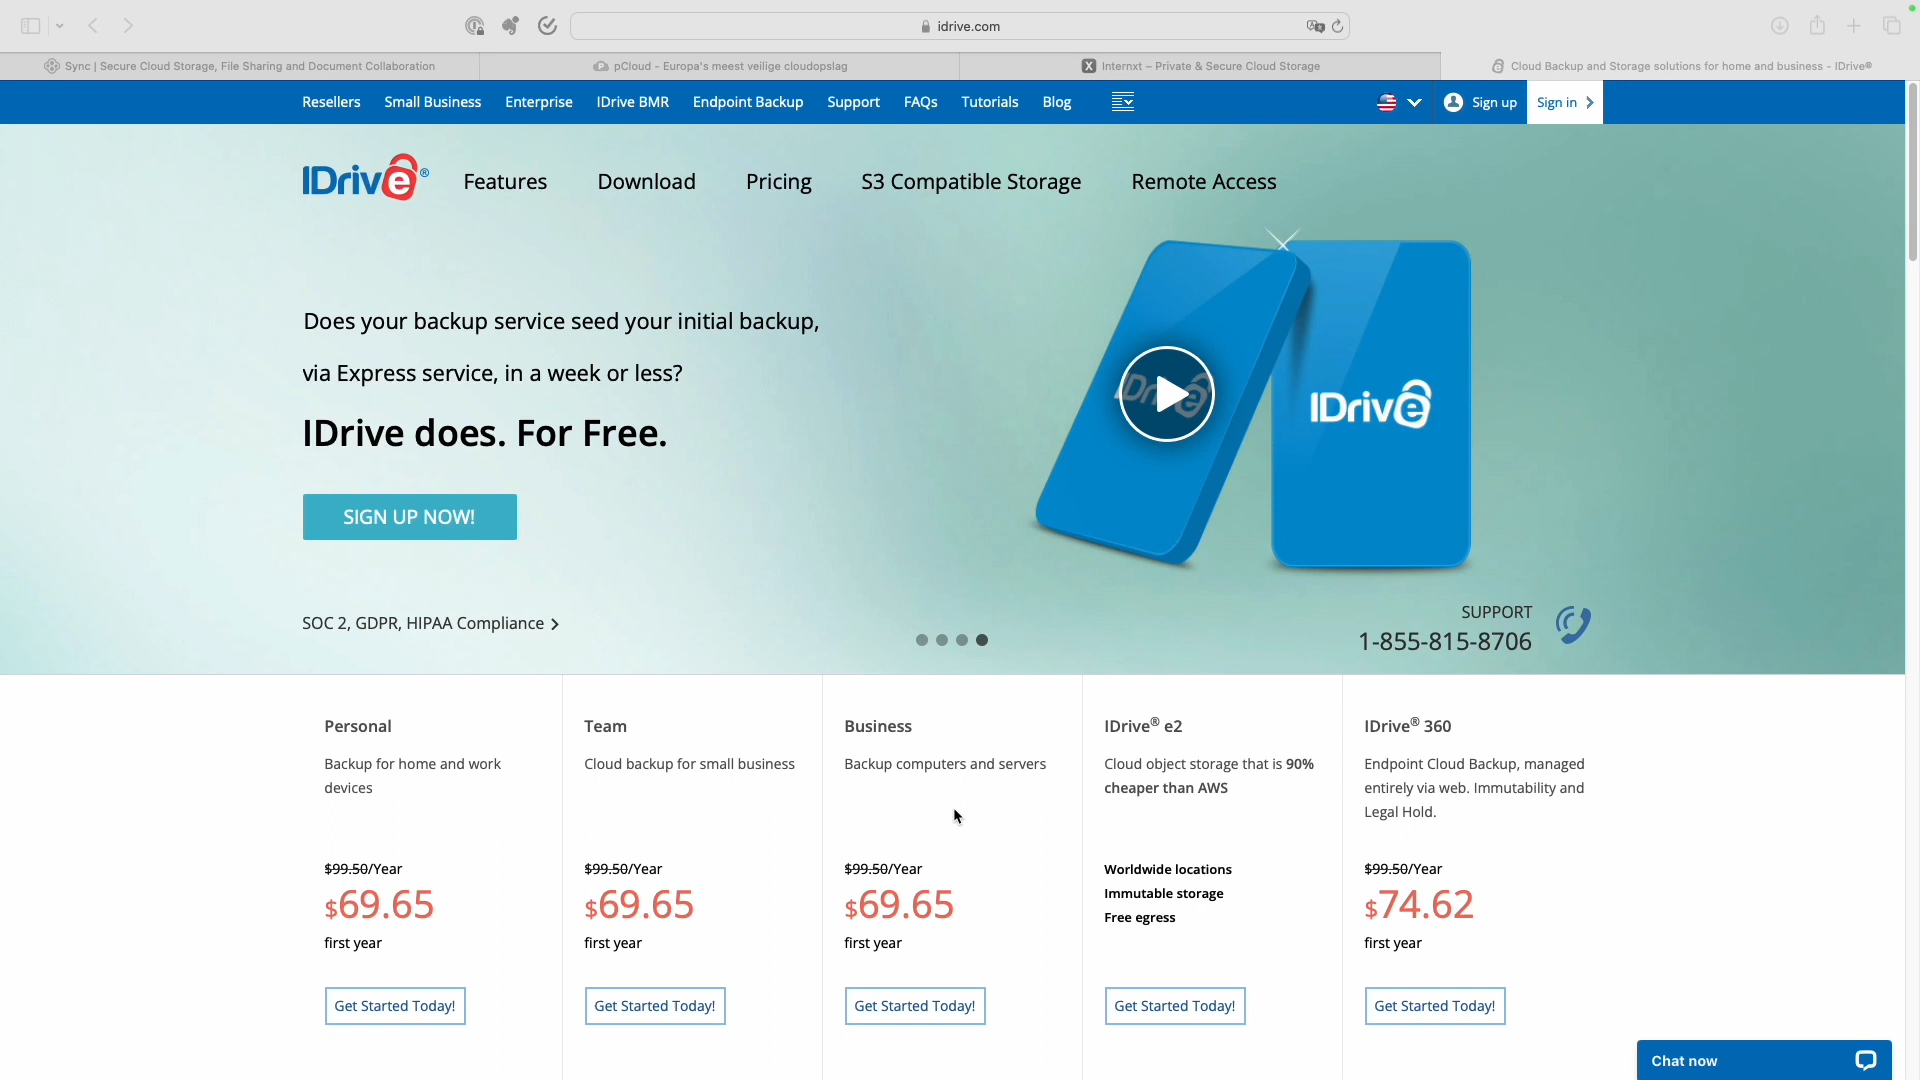 idrive.com
Sync | Secure Cloud Storage, File Sharing and Document Collaboration
pCloud - Europa's meest veilige cloudopslag
Internxt – Private & Secure Cloud Storage
Cloud Backup and Storage solutions for home and business - IDrive®
Resellers Small Business Enterprise IDrive BMR Endpoint Backup Support FAQs Tutorials Blog Sign up Sign in
IDrive® Features Download Pricing S3 Compatible Storage Remote Access
Does your backup service seed your initial backup,
via Express service, in a week or less?
IDrive does. For Free.
SIGN UP NOW!
IDrive
IDrive
SOC 2, GDPR, HIPAA Compliance
SUPPORT
1-855-815-8706
Personal
Backup for home and work
devices
$99.50/Year
$69.65
first year
Get Started Today!
Team
Cloud backup for small business
$99.50/Year
$69.65
first year
Get Started Today!
Business
Backup computers and servers
$99.50/Year
$69.65
first year
Get Started Today!
IDrive® e2
Cloud object storage that is 90%
cheaper than AWS
Worldwide locations
Immutable storage
Free egress
Get Started Today!
IDrive® 360
Endpoint Cloud Backup, managed
entirely via web. Immutability and
Legal Hold.
$99.50/Year
$74.62
first year
Get Started Today!
Chat now